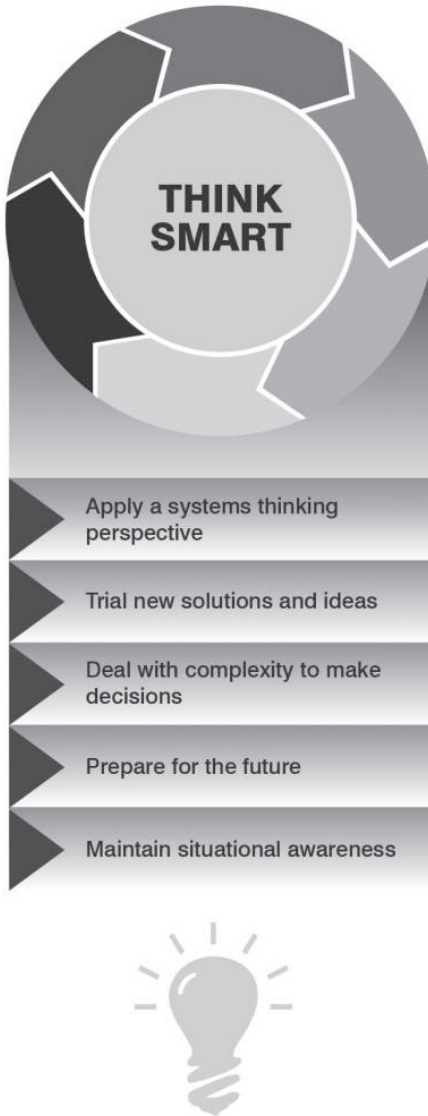 THINK
SMART
Apply a systems thinking
perspective
Trial new solutions and ideas
Deal with complexity to make
decisions
Prepare for the future
Maintain situational awareness